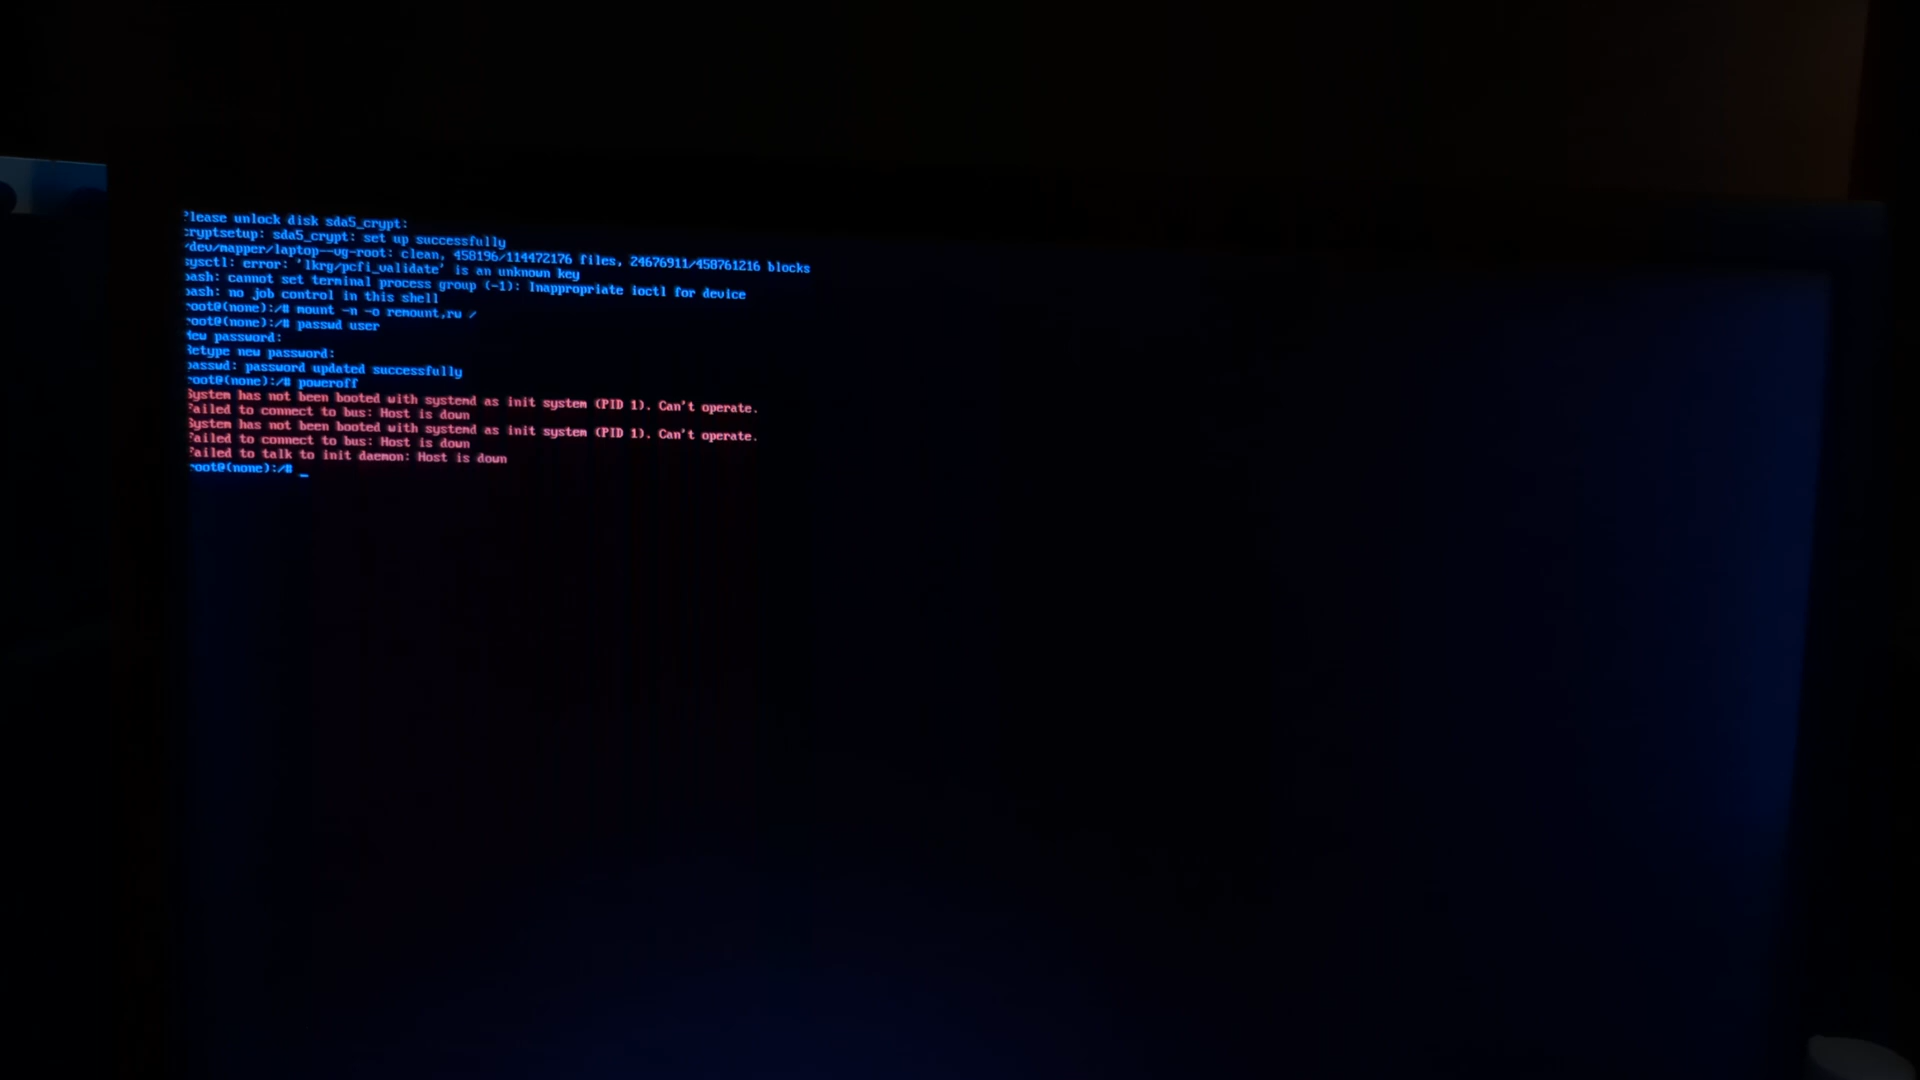 Please unlock disk sda5_crypt:
cryptsetup: sda5_crypt: set up successfully
/dev/mapper/laptop--vg-root: clean, 458196/114472176 files, 24676911/458761216 blocks
sysctl: error: 'lkrg/pcfi_validate' is an unknown key
bash: cannot set terminal process group (-1): Inappropriate ioctl for device
bash: no job control in this shell
root@(none):/# mount -n -o remount,rw /
root@(none):/# passwd user
New password:
Retype new password:
passwd: password updated successfully
root@(none):/# poweroff
System has not been booted with systemd as init system (PID 1). Can't operate.
Failed to connect to bus: Host is down
System has not been booted with systemd as init system (PID 1). Can't operate.
Failed to connect to bus: Host is down
Failed to talk to init daemon: Host is down
root@(none):/# _